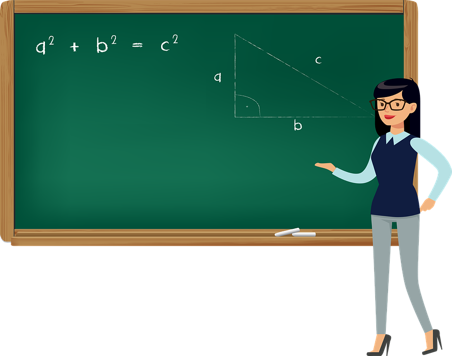 a² + b² = c²
a
c
b